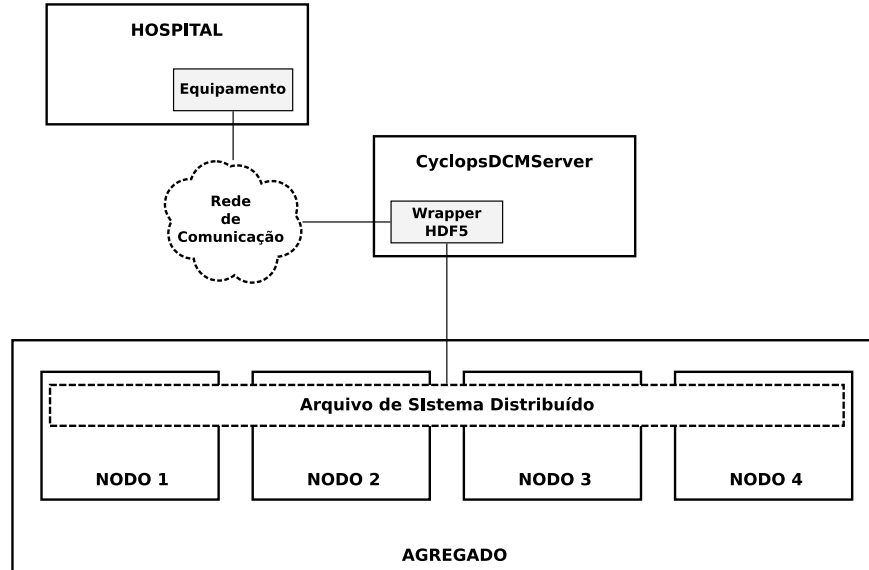 HOSPITAL
Equipamento
CyclopsDCMServer
Rede
de
Comunicação
Wrapper
HDF5
Arquivo de SIstema Distribuído
NODO 1
NODO 2
NODO 3
NODO 4
AGREGADO